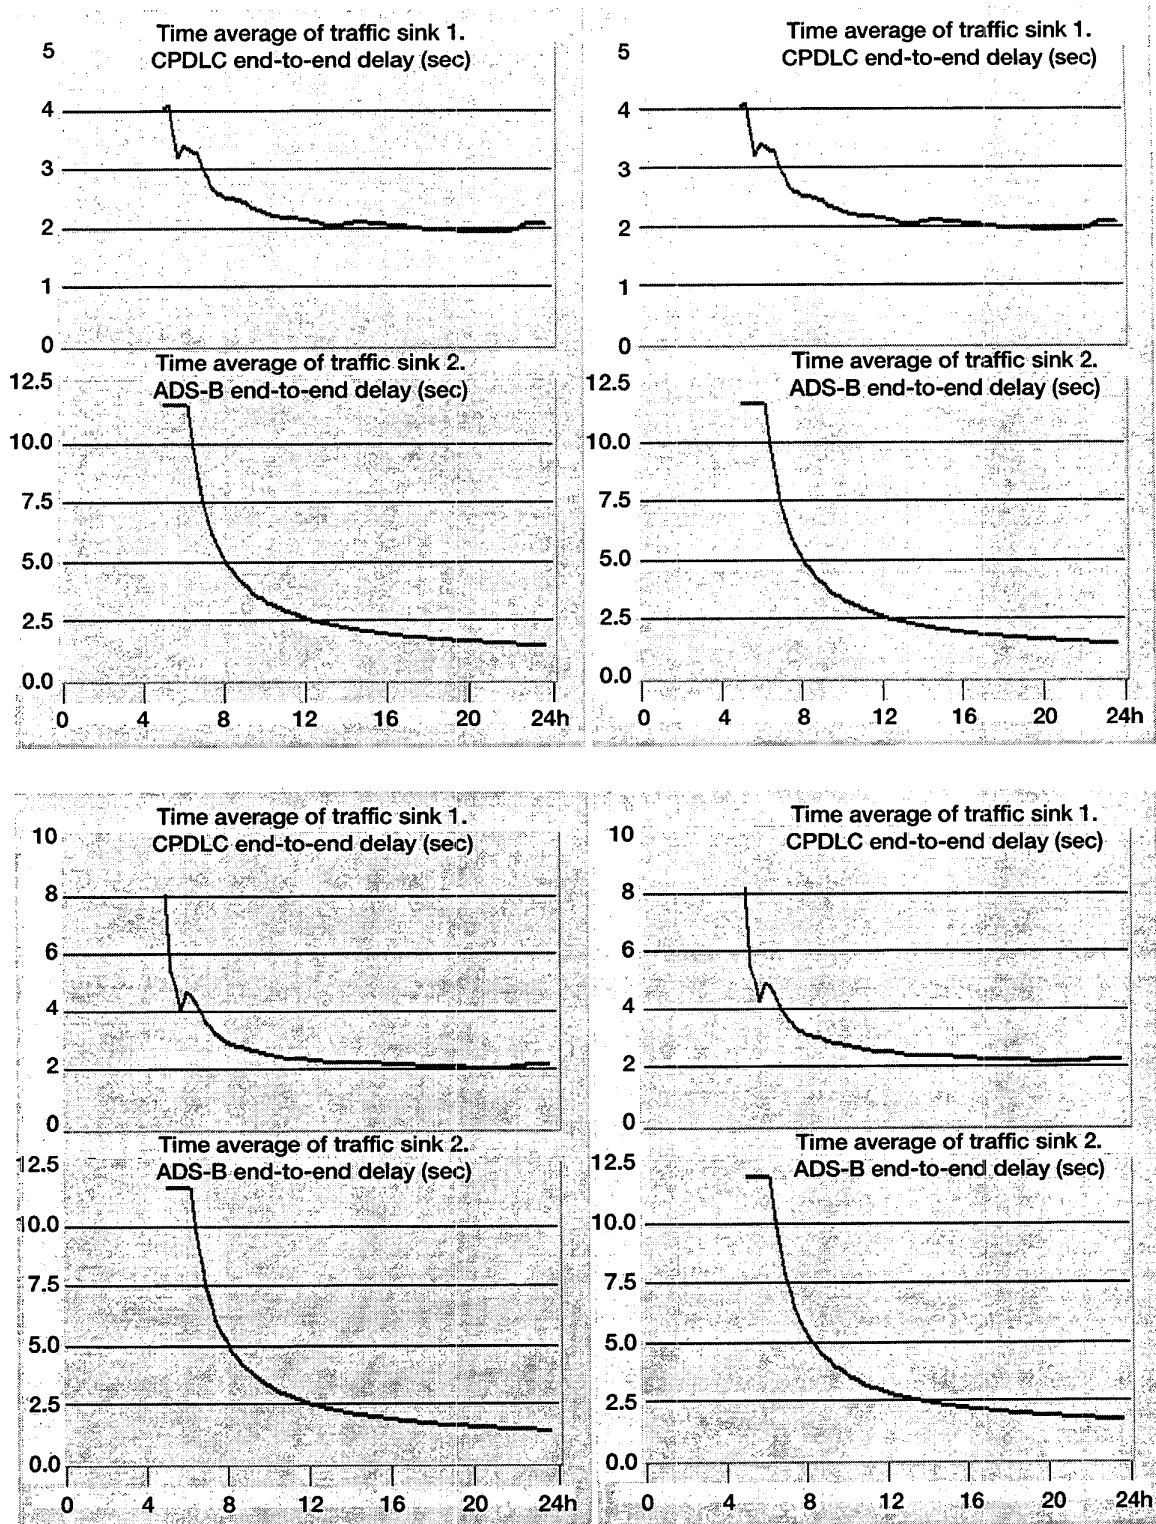 Time average of traffic sink 1.
CPDLC end-to-end delay (sec)
5
4
3
2
1
0
Time average of traffic sink 2.
ADS-B end-to-end delay (sec)
12.5
10.0
7.5
5.0
2.5
0.0
0 4 8 12 16 20 24h
Time average of traffic sink 1.
CPDLC end-to-end delay (sec)
5
4
3
2
1
0
Time average of traffic sink 2.
ADS-B end-to-end delay (sec)
12.5
10.0
7.5
5.0
2.5
0.0
0 4 8 12 16 20 24h
Time average of traffic sink 1.
CPDLC end-to-end delay (sec)
10
8
6
4
2
0
Time average of traffic sink 2.
ADS-B end-to-end delay (sec)
12.5
10.0
7.5
5.0
2.5
0.0
0 4 8 12 16 20 24h
Time average of traffic sink 1.
CPDLC end-to-end delay (sec)
10
8
6
4
2
0
Time average of traffic sink 2.
ADS-B end-to-end delay (sec)
12.5
10.0
7.5
5.0
2.5
0.0
0 4 8 12 16 20 24h